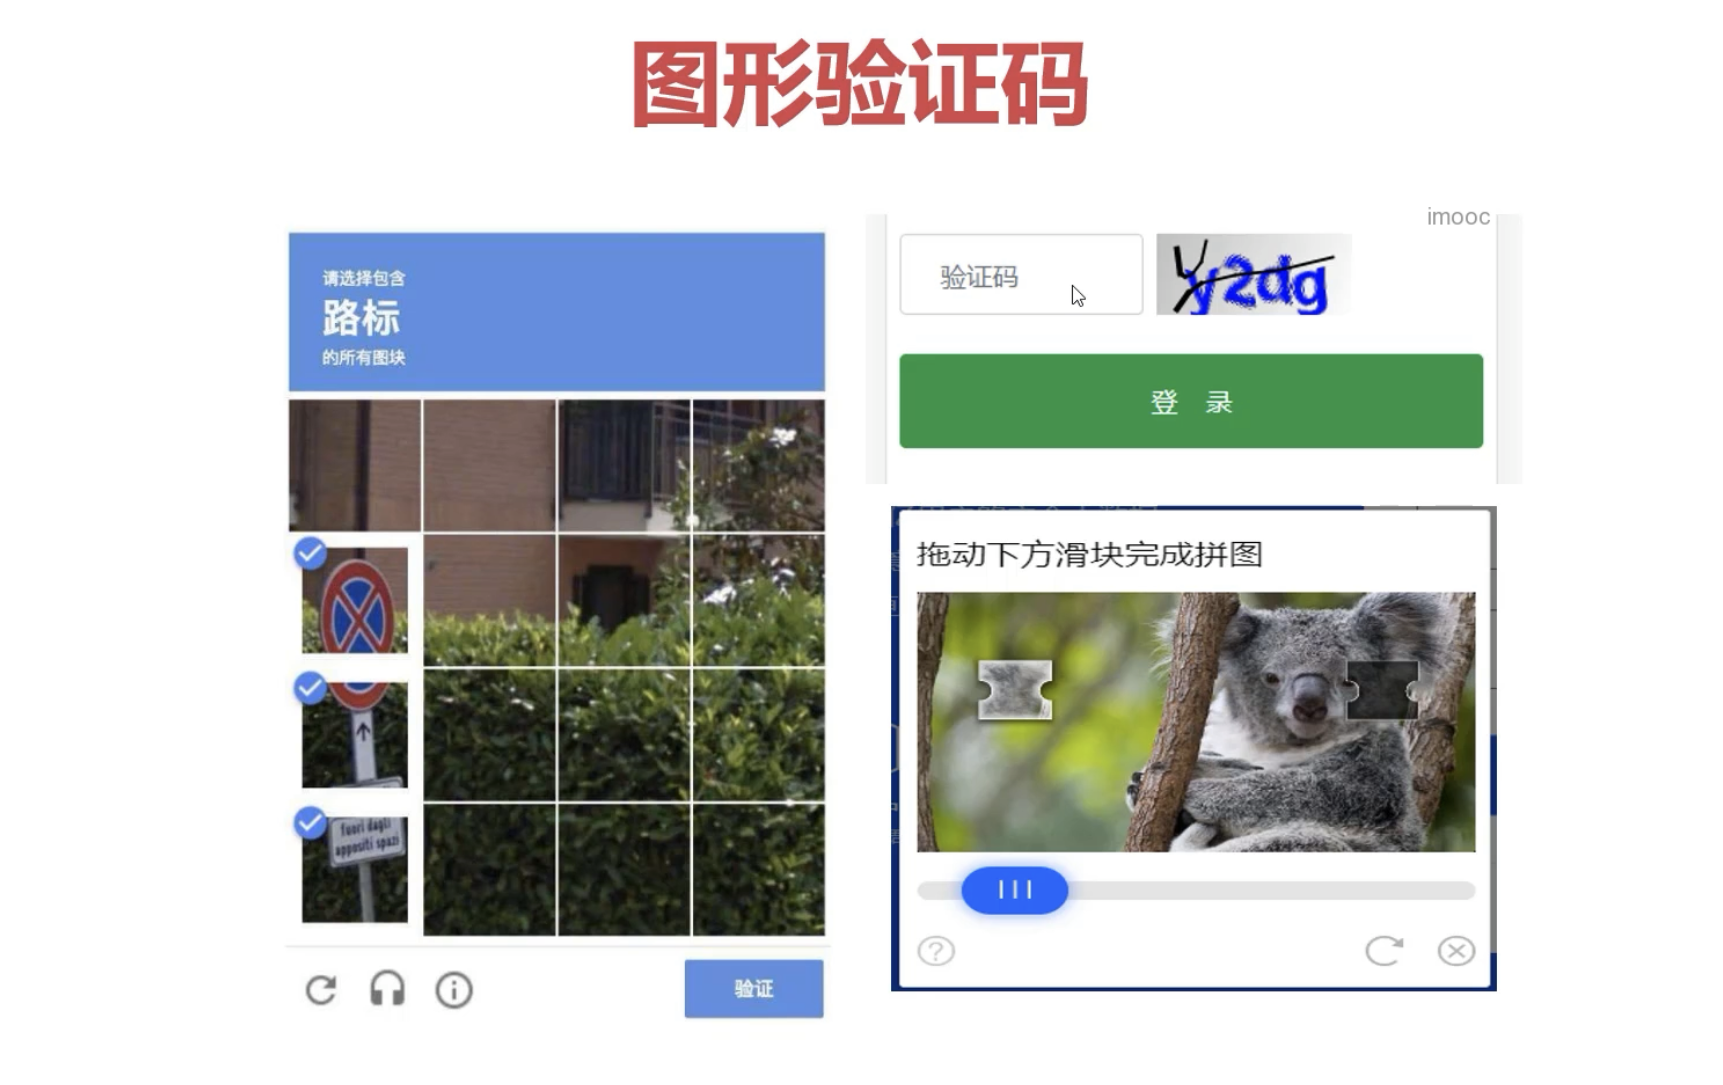 图形验证码
请选择包含
路标
的所有图块
fuori dagli
appositi spazi
验证
imooc
验证码
y2dg
登 录
拖动下方滑块完成拼图